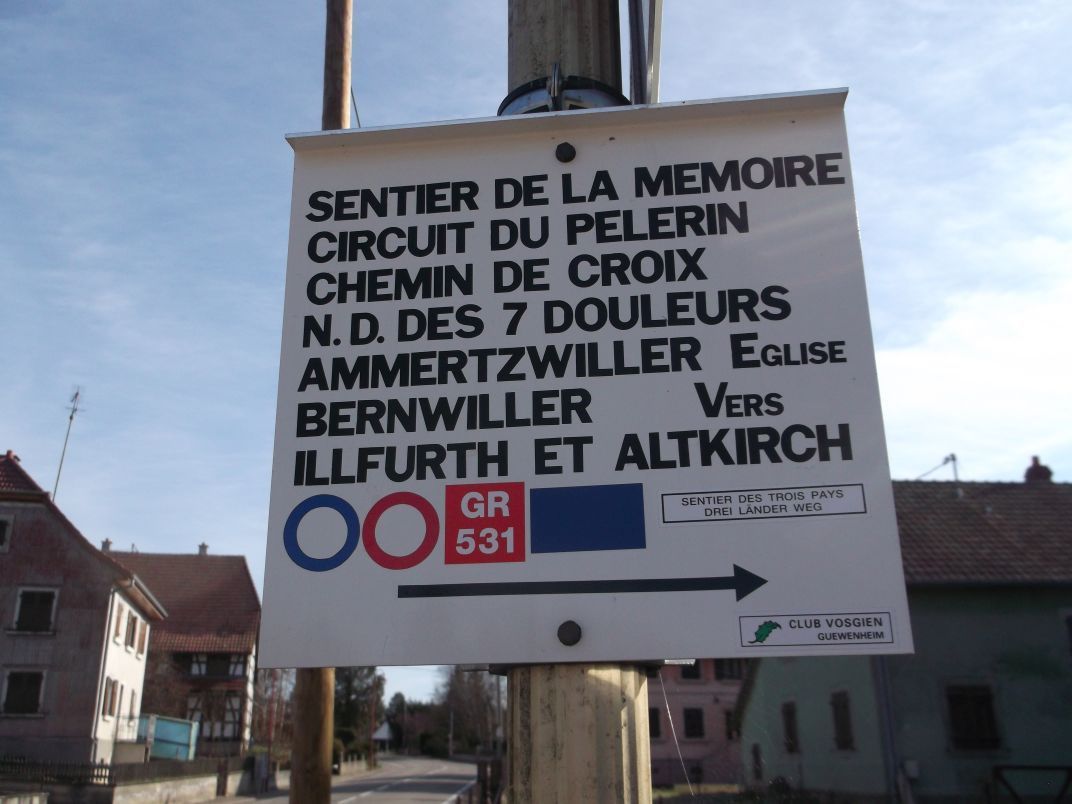 SENTIER DE LA MEMOIRE
CIRCUIT DU PELERIN
CHEMIN DE CROIX
N.D. DES 7 DOULEURS
AMMERTZWILLER EGLISE
BERNWILLER VERS
ILLFURTH ET ALTKIRCH
GR
531
SENTIER DES TROIS PAYS
DREI LÄNDER WEG
CLUB VOSGIEN
GUEWENHEIM